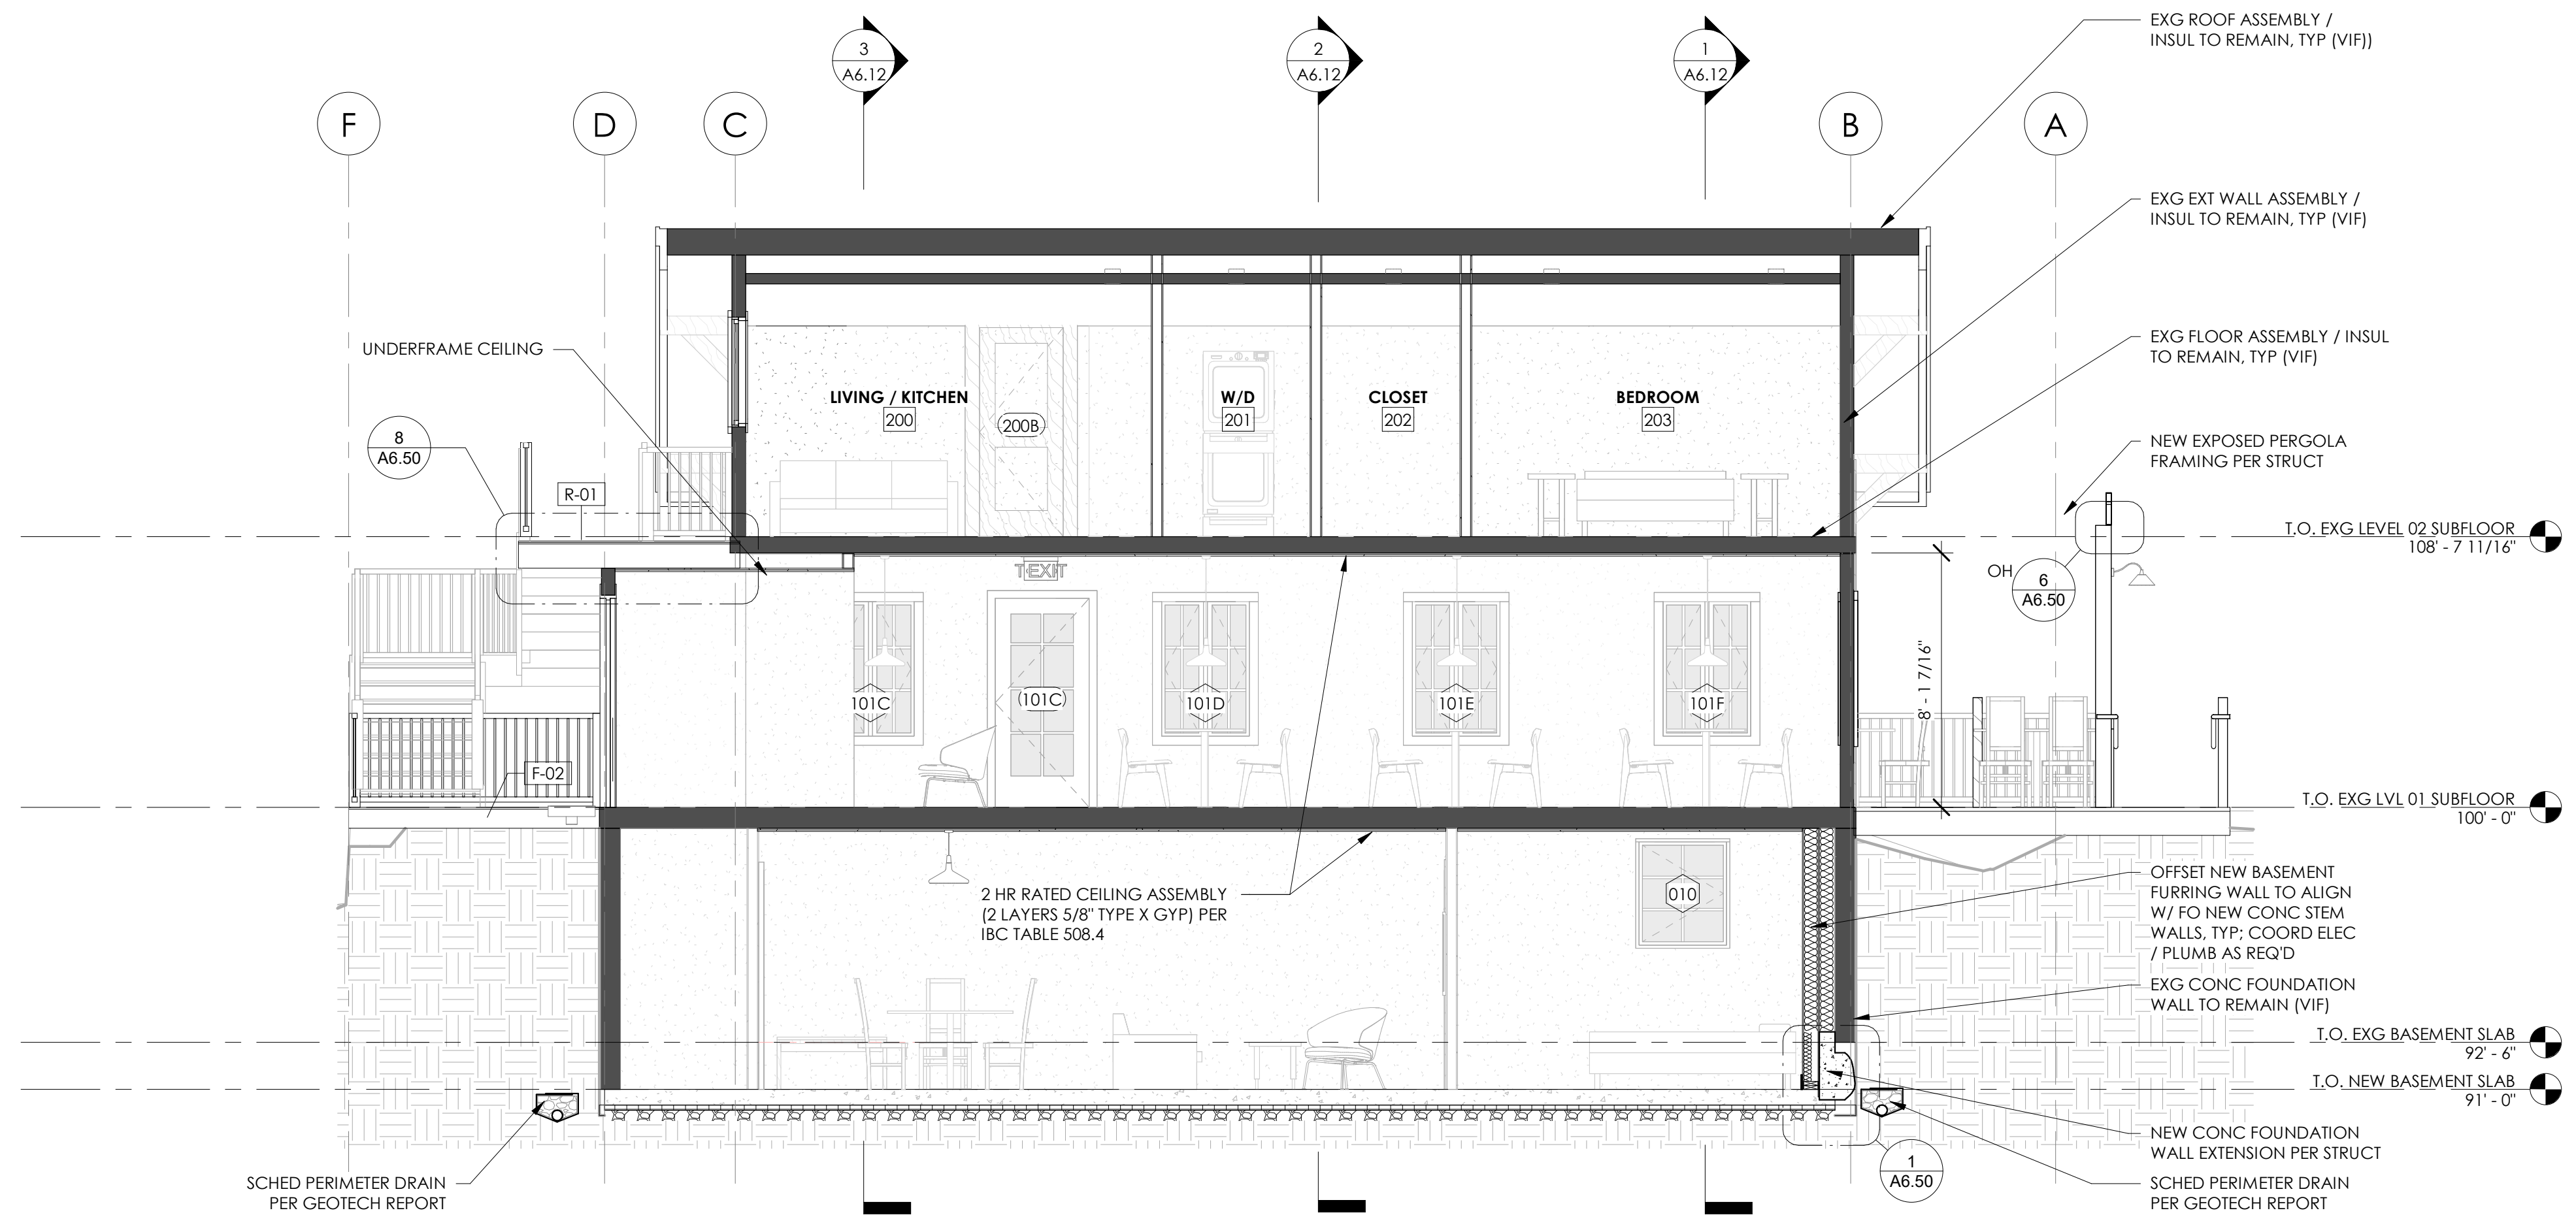 3
A6.12
2
A6.12
1
A6.12
EXG ROOF ASSEMBLY /
INSUL TO REMAIN, TYP (VIF))
F
D
C
B
A
EXG EXT WALL ASSEMBLY /
INSUL TO REMAIN, TYP (VIF)
UNDERFRAME CEILING
EXG FLOOR ASSEMBLY / INSUL
TO REMAIN, TYP (VIF)
LIVING / KITCHEN
200
200B
W/D
201
CLOSET
202
BEDROOM
203
8
A6.50
R-01
NEW EXPOSED PERGOLA
FRAMING PER STRUCT
T.O. EXG LEVEL 02 SUBFLOOR
108' - 7 11/16"
EXIT
OH
6
A6.50
8' - 1 7/16"
101C
(101C)
101D
101E
101F
F-02
T.O. EXG LVL 01 SUBFLOOR
100' - 0"
2 HR RATED CEILING ASSEMBLY
(2 LAYERS 5/8" TYPE X GYP) PER
IBC TABLE 508.4
010
OFFSET NEW BASEMENT
FURRING WALL TO ALIGN
W/ FO NEW CONC STEM
WALLS, TYP; COORD ELEC
/ PLUMB AS REQ'D
EXG CONC FOUNDATION
WALL TO REMAIN (VIF)
T.O. EXG BASEMENT SLAB
92' - 6"
T.O. NEW BASEMENT SLAB
91' - 0"
NEW CONC FOUNDATION
WALL EXTENSION PER STRUCT
1
A6.50
SCHED PERIMETER DRAIN
PER GEOTECH REPORT
SCHED PERIMETER DRAIN
PER GEOTECH REPORT